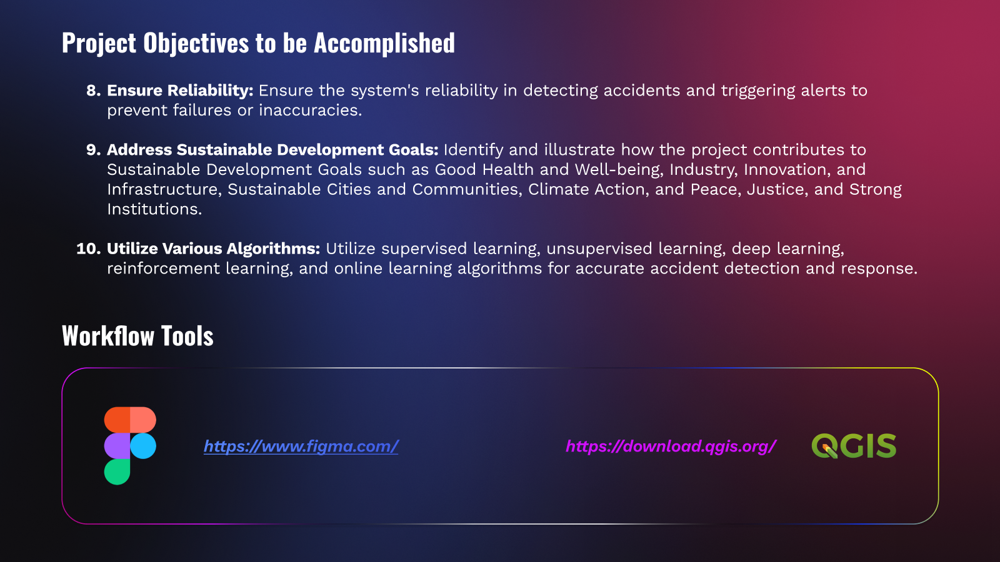 Project Objectives to be Accomplished
8. Ensure Reliability: Ensure the system's reliability in detecting accidents and triggering alerts to
prevent failures or inaccuracies.
9. Address Sustainable Development Goals: Identify and illustrate how the project contributes to
Sustainable Development Goals such as Good Health and Well-being, Industry, Innovation, and
Infrastructure, Sustainable Cities and Communities, Climate Action, and Peace, Justice, and Strong
Institutions.
10. Utilize Various Algorithms: Utilize supervised learning, unsupervised learning, deep learning,
reinforcement learning, and online learning algorithms for accurate accident detection and response.
Workflow Tools
https://www.figma.com/
https://download.qgis.org/
QGIS